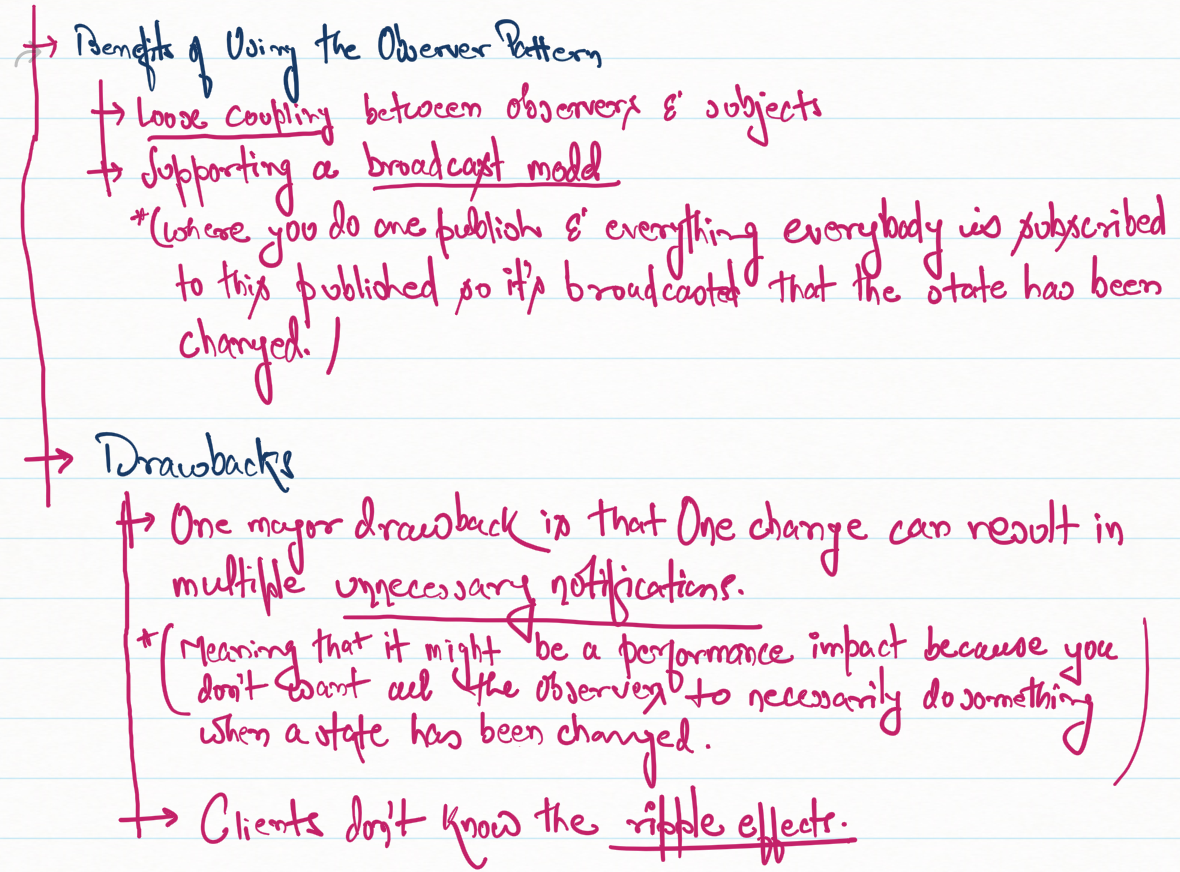 → Benefits of Using the Observer Pattern
→ Loose coupling between observers & subjects
→ Supporting a broadcast model
*(where you do one publish & everything everybody is subscribed
to this published so it's broadcasted that the state has been
changed.)
→ Drawbacks
→ One major drawback is that One change can result in
multiple unnecessary notifications.
*(Meaning that it might be a performance impact because you
don't want all the observers to necessarily do something
when a state has been changed.)
→ Clients don't know the ripple effects.